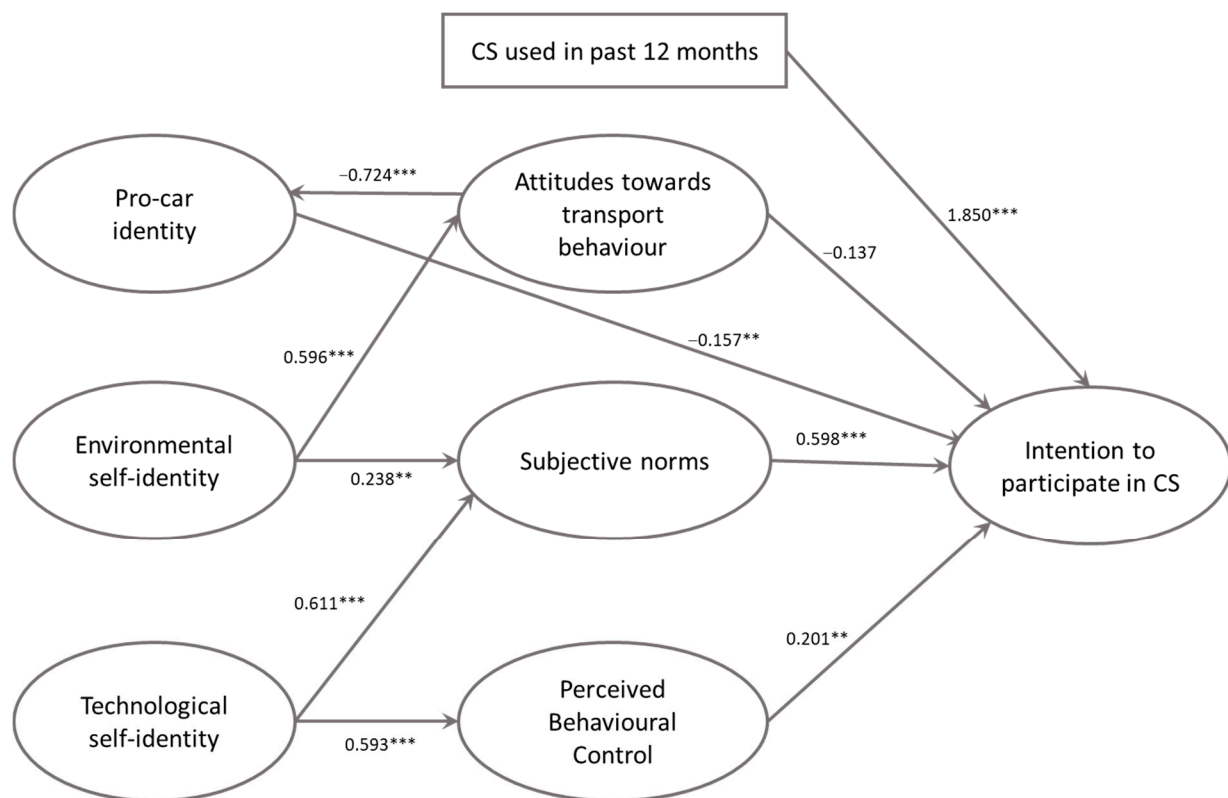 CS used in past 12 months
Pro-car
identity
−0.724***
Attitudes towards
transport
behaviour
1.850***
−0.137
−0.157**
0.596***
Environmental
self-identity
0.238**
Subjective norms
0.598***
Intention to
participate in CS
0.611***
0.201**
Technological
self-identity
0.593***
Perceived
Behavioural
Control